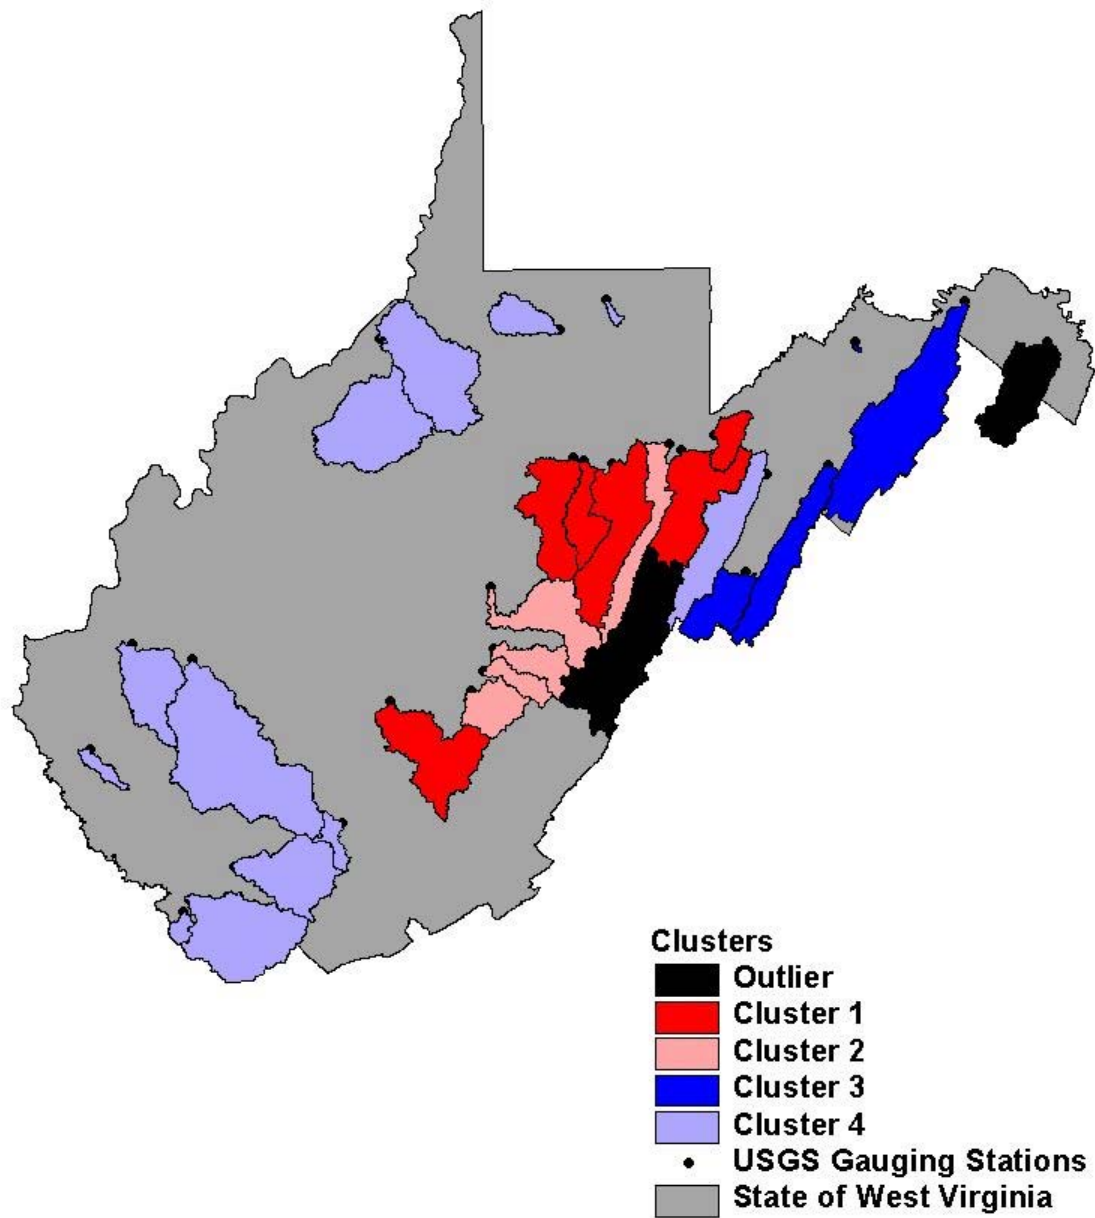 Clusters
Outlier
Cluster 1
Cluster 2
Cluster 3
Cluster 4
USGS Gauging Stations
State of West Virginia